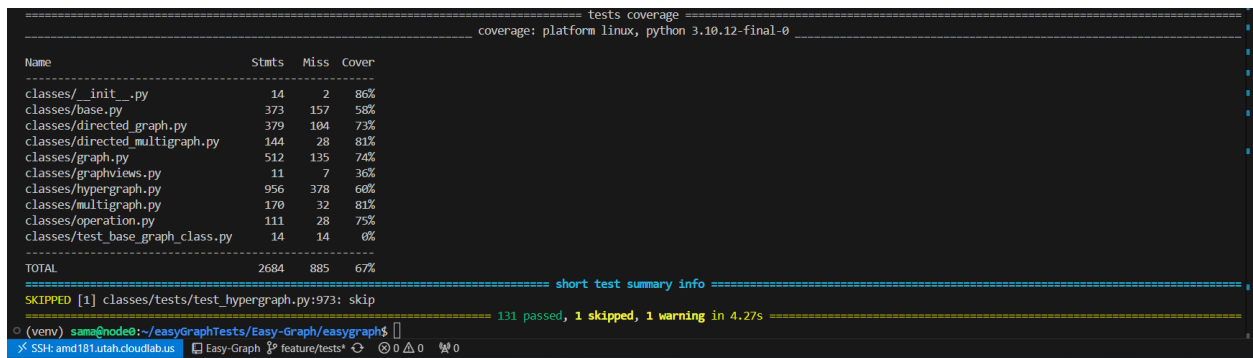 ================ tests coverage ================
________________ coverage: platform linux, python 3.10.12-final-0 ________________
Name Stmts Miss Cover
----------------------------------------------------
classes/__init__.py 14 2 86%
classes/base.py 373 157 58%
classes/directed_graph.py 379 104 73%
classes/directed_multigraph.py 144 28 81%
classes/graph.py 512 135 74%
classes/graphviews.py 11 7 36%
classes/hypergraph.py 956 378 60%
classes/multigraph.py 170 32 81%
classes/operation.py 111 28 75%
classes/test_base_graph_class.py 14 14 0%
----------------------------------------------------
TOTAL 2684 885 67%
================ short test summary info ================
SKIPPED [1] classes/tests/test_hypergraph.py:973: skip
================ 131 passed, 1 skipped, 1 warning in 4.27s ================
(venv) sama@node0:~/easyGraphTests/Easy-Graph/easygraph$
SSH: amd181.utah.cloudlab.us Easy-Graph feature/tests* 0 0 0